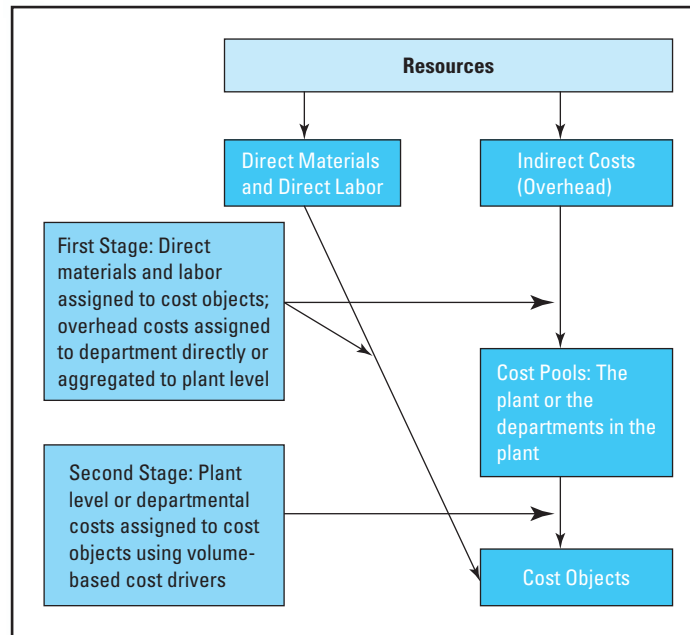 Resources
Direct Materials
and Direct Labor
Indirect Costs
(Overhead)
First Stage: Direct
materials and labor
assigned to cost objects;
overhead costs assigned
to department directly or
aggregated to plant level
Cost Pools: The
plant or the
departments in the
plant
Second Stage: Plant
level or departmental
costs assigned to cost
objects using volume-
based cost drivers
Cost Objects